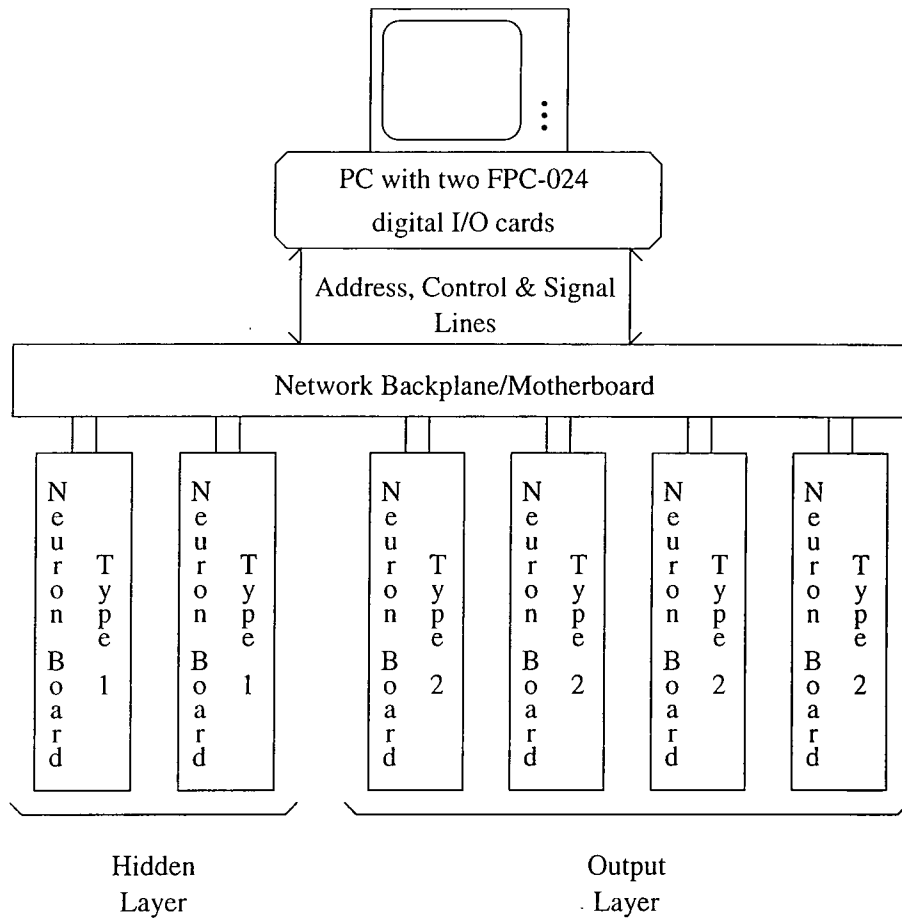 PC with two FPC-024
digital I/O cards
Address, Control & Signal
Lines
Network Backplane/Motherboard
Neuron Board
Type 1
Neuron Board
Type 1
Neuron Board
Type 2
Neuron Board
Type 2
Neuron Board
Type 2
Neuron Board
Type 2
Hidden
Layer
Output
Layer